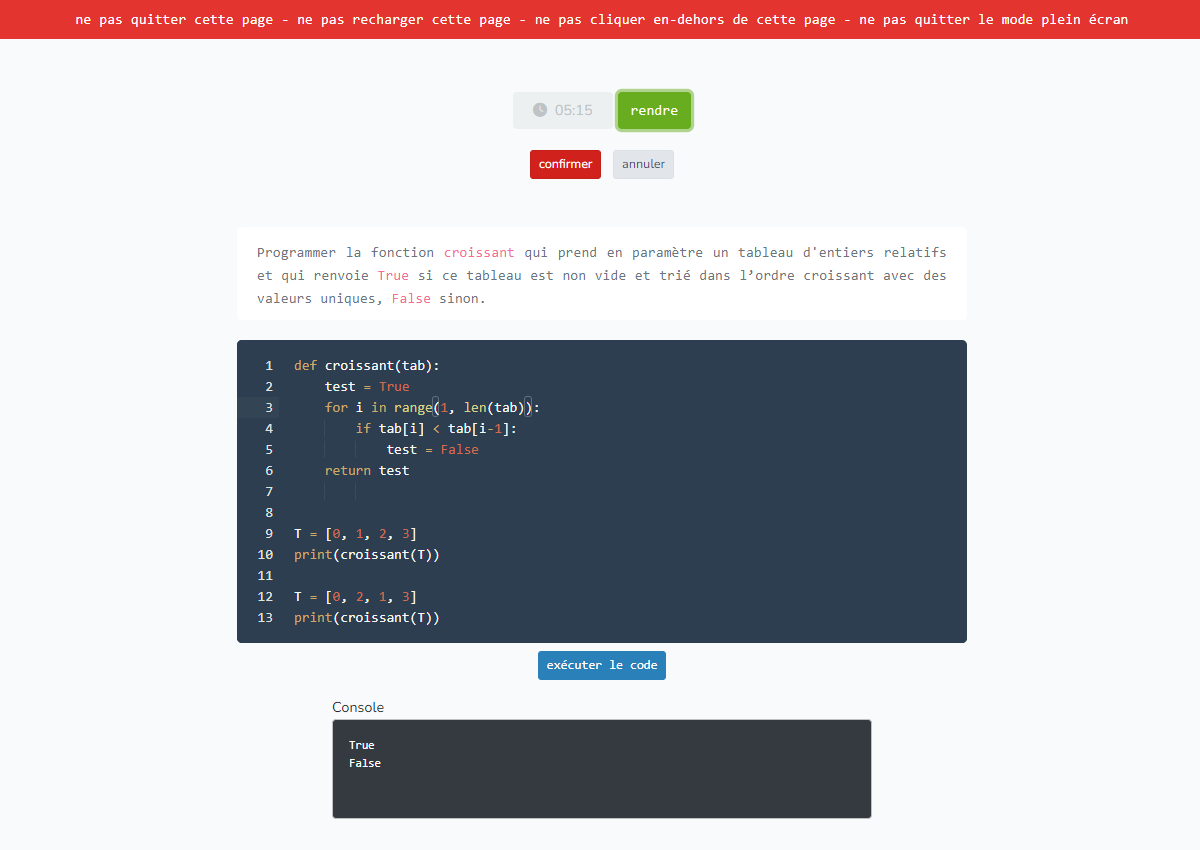 ne pas quitter cette page - ne pas recharger cette page - ne pas cliquer en-dehors de cette page - ne pas quitter le mode plein écran
05:15 rendre
confirmer annuler
Programmer la fonction croissant qui prend en paramètre un tableau d'entiers relatifs
et qui renvoie True si ce tableau est non vide et trié dans l’ordre croissant avec des
valeurs uniques, False sinon.
1 def croissant(tab):
2     test = True
3     for i in range(1, len(tab)):
4         if tab[i] < tab[i-1]:
5             test = False
6     return test
7
8
9 T = [0, 1, 2, 3]
10 print(croissant(T))
11
12 T = [0, 2, 1, 3]
13 print(croissant(T))
exécuter le code
Console
True
False